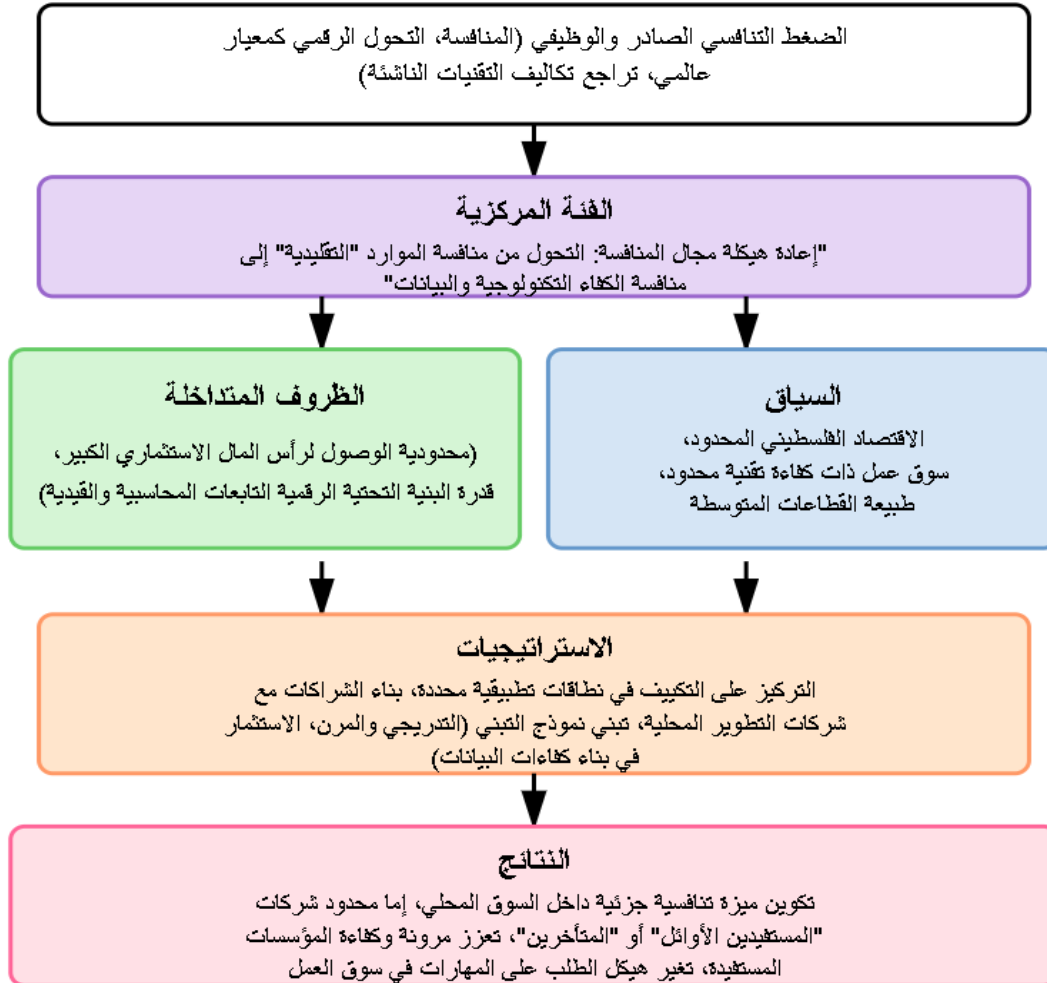 الضغط التنافسي الصادر والوظيفي (المنافسة، التحول الرقمي كمعيار
عالمي، تراجع تكاليف التقنيات الناشئة)
الفئة المركزية
"إعادة هيكلة مجال المنافسة: التحول من منافسة الموارد "التقليدية" إلى
منافسة الكفاء التكنولوجية والبيانات"
السياق
الاقتصاد الفلسطيني المحدود،
سوق عمل ذات كفاءة تقنية محدود،
طبيعة القطاعات المتوسطة
الظروف المتداخلة
(محدودية الوصول لرأس المال الاستثماري الكبير،
قدرة البنية التحتية الرقمية التابعات المحاسبية والقيدية)
الاستراتيجيات
التركيز على التكييف في نطاقات تطبيقية محددة، بناء الشراكات مع
شركات التطوير المحلية، تبني نموذج التبني (التدريجي والمرن، الاستثمار
في بناء كفاءات البيانات)
النتائج
تكوين ميزة تنافسية جزئية داخل السوق المحلي، إما محدود شركات
"المستفيدين الأوائل" أو "المتأخرين"، تعزز مرونة وكفاءة المؤسسات
المستفيدة، تغير هيكل الطلب على المهارات في سوق العمل